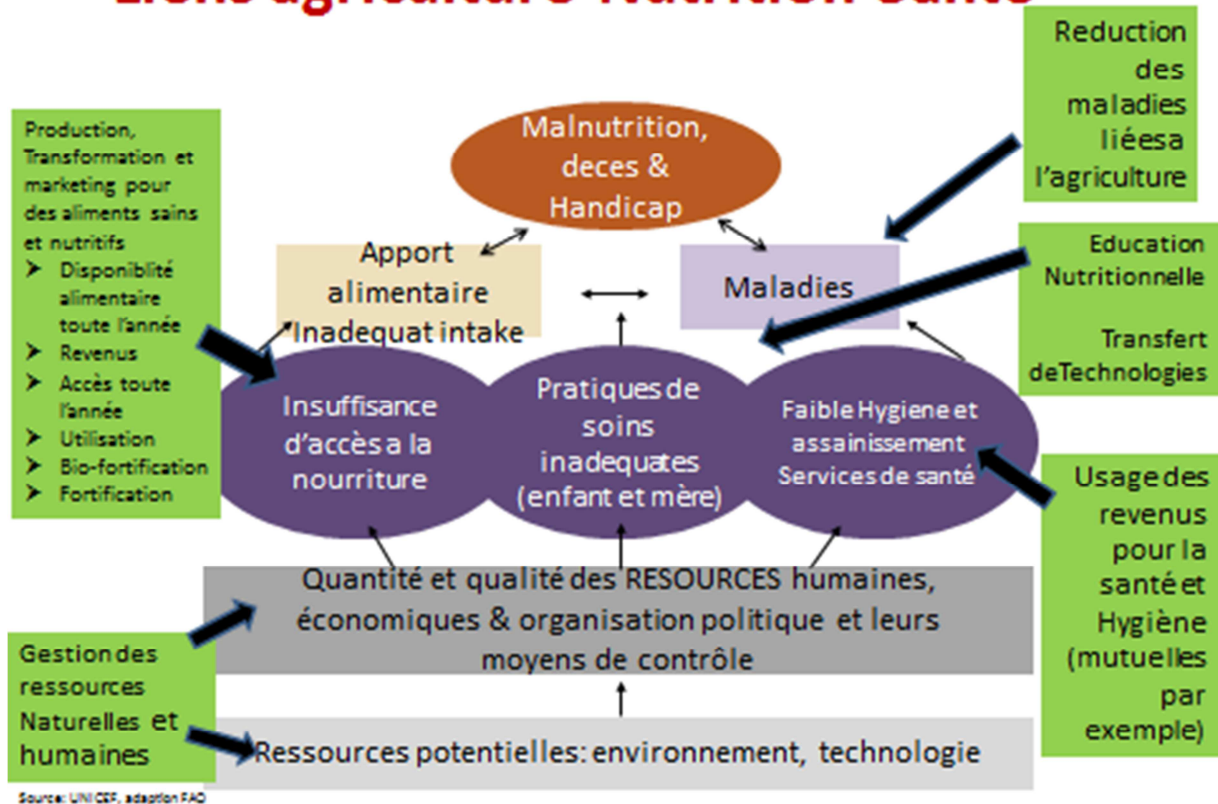 Liens agriculture-Nutrition-Santé
Reduction
des
maladies
liéesa
l'agriculture
Production,
Transformation et
marketing pour
des aliments sains
et nutritifs
➤ Disponiblité
alimentaire
toute l'année
➤ Revenus
➤ Accès toute
l'année
➤ Utilisation
➤ Bio-fortification
➤ Fortification
Malnutrition,
deces &
Handicap
Education
Nutritionnelle
Transfert
deTechnologies
Apport
alimentaire
Inadequat intake
Maladies
Insuffisance
d'accès a la
nourriture
Pratiques de
soins
inadequates
(enfant et mère)
Faible Hygiene et
assainissement
Services de santé
Usage des
revenus
pour la
santé et
Hygiène
(mutuelles
par
exemple)
Quantité et qualité des RESOURCES humaines,
économiques & organisation politique et leurs
moyens de contrôle
Gestion des
ressources
Naturelles et
humaines
Ressources potentielles: environnement, technologie
Source: UNICEF, adaption FAO